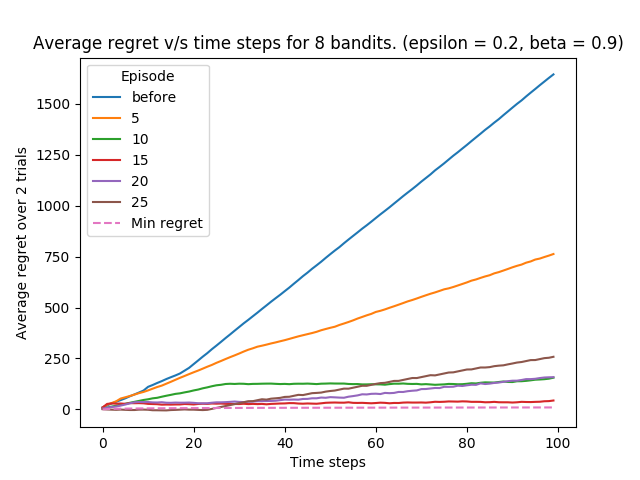 Average regret v/s time steps for 8 bandits. (epsilon = 0.2, beta = 0.9)
Episode
before
5
10
15
20
25
Min regret
Average regret over 2 trials
1500
1250
1000
750
500
250
0
0 20 40 60 80 100
Time steps